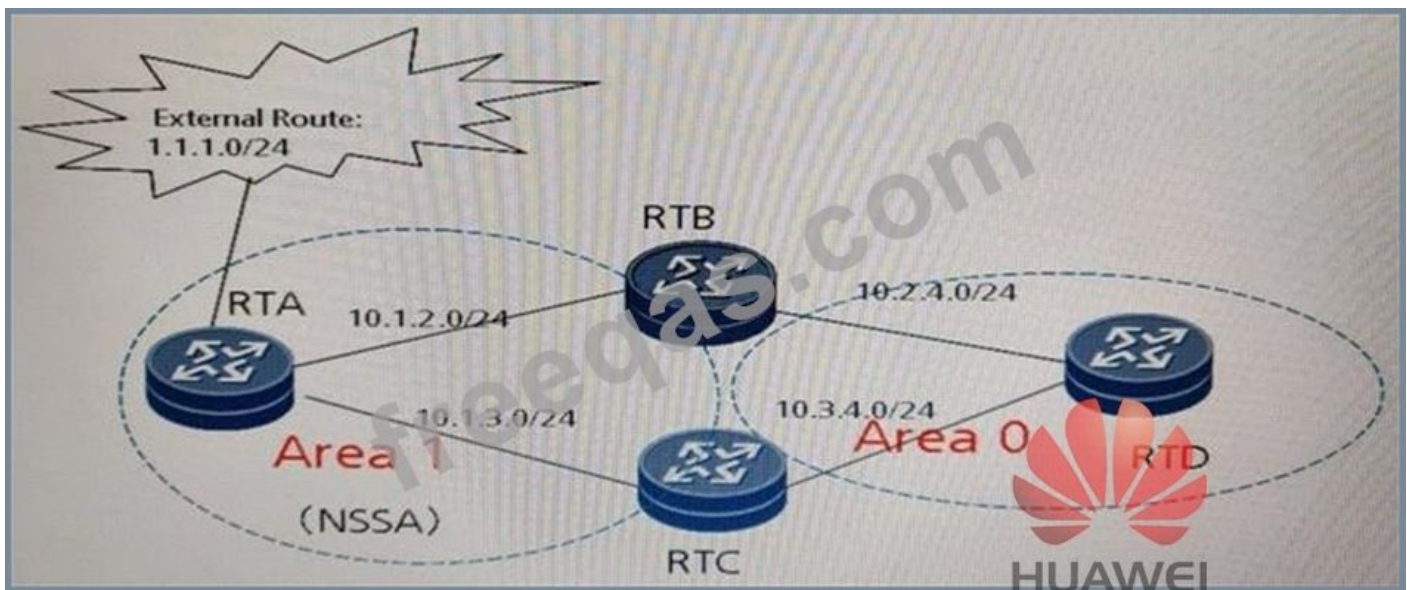 External Route:
1.1.1.0/24
RTB
RTA
10.1.2.0/24
10.2.4.0/24
10.1.3.0/24
10.3.4.0/24
Area 1
Area 0
RTD
(NSSA)
RTC
HUAWEI
freeqas.com